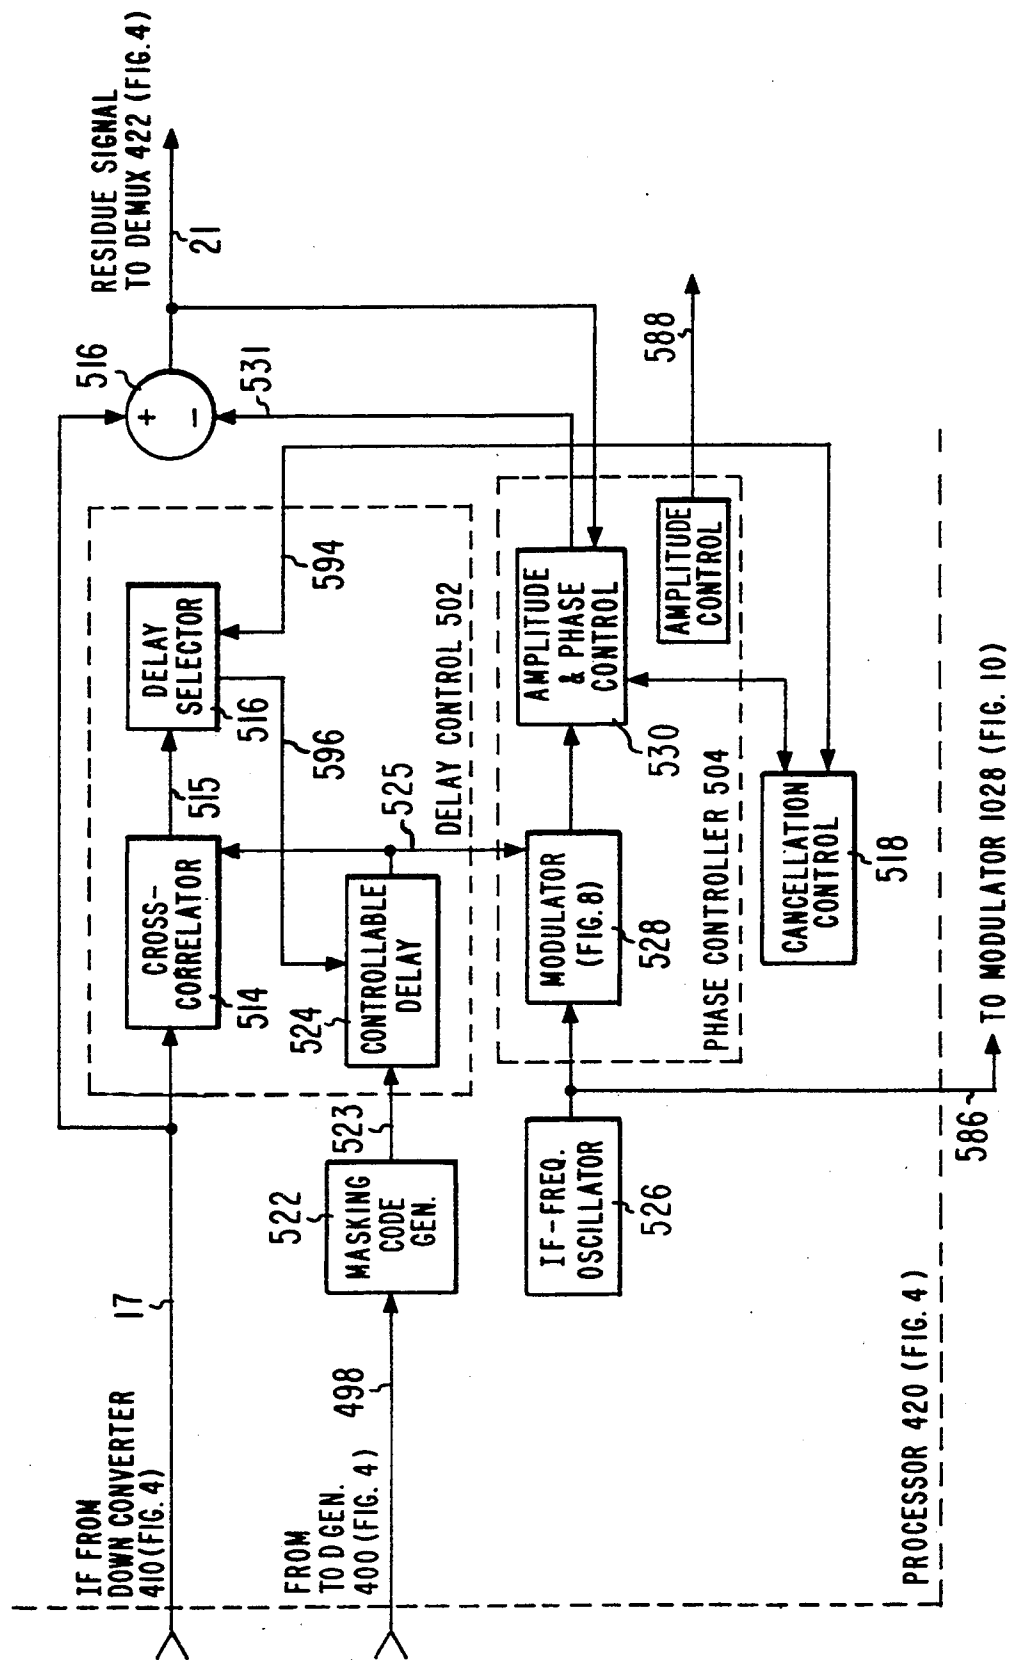 IF FROM
DOWN CONVERTER
410 (FIG. 4)
17
RESIDUE SIGNAL
TO DEMUX 422 (FIG. 4)
21
516
+
−
531
CROSS-
CORRELATOR
514
515
DELAY
SELECTOR
516
594
596
FROM
TOD GEN.
400 (FIG. 4)
498
522
MASKING
CODE
GEN.
523
524
CONTROLLABLE
DELAY
525
DELAY CONTROL 502
IF-FREQ.
OSCILLATOR
526
MODULATOR
(FIG. 8)
528
AMPLITUDE
& PHASE
CONTROL
530
AMPLITUDE
CONTROL
588
PHASE CONTROLLER 504
CANCELLATION
CONTROL
518
PROCESSOR 420 (FIG. 4)
586
TO MODULATOR 1028 (FIG. 10)